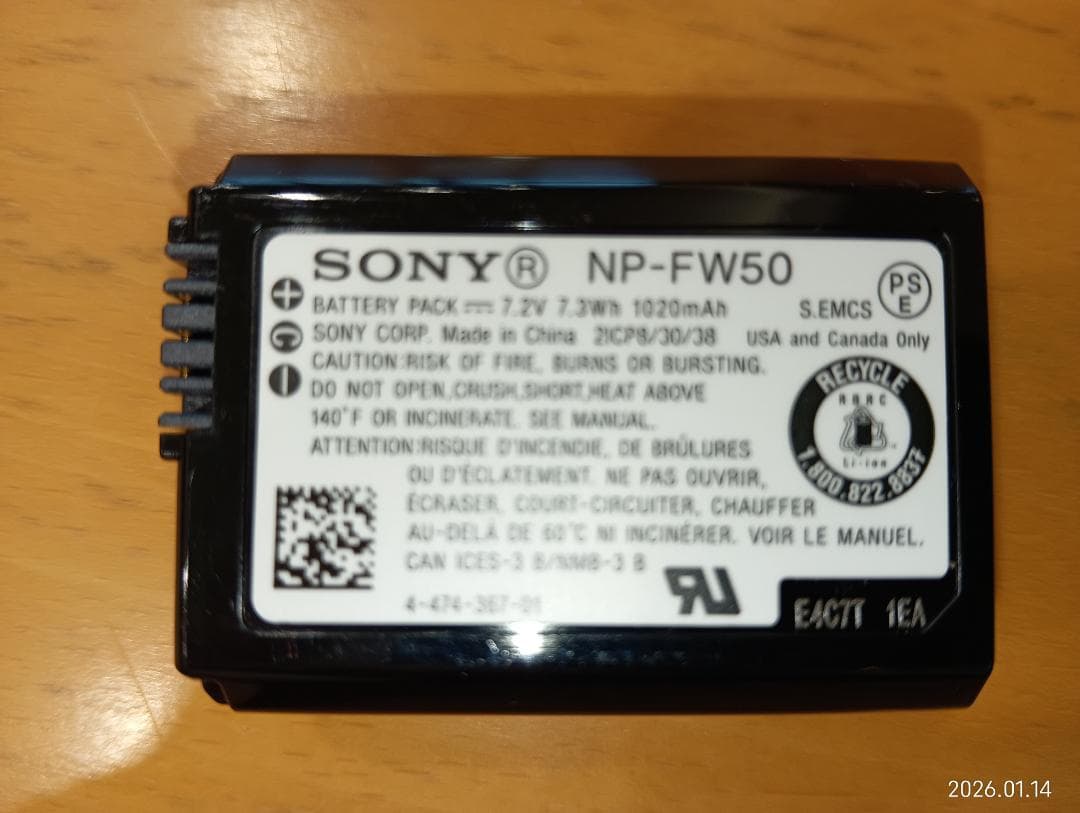 SONY® NP-FW50
BATTERY PACK ⎓ 7.2V 7.3Wh 1020mAh
S.EMCS
PS
E
SONY CORP. Made in China 2ICP8/30/38
USA and Canada Only
CAUTION:RISK OF FIRE, BURNS OR BURSTING.
DO NOT OPEN,CRUSH,SHORT,HEAT ABOVE
140°F OR INCINERATE. SEE MANUAL.
RECYCLE
RBRC
Li-ion
1.800.822.8837
ATTENTION:RISQUE D'INCENDIE, DE BRÛLURES
OU D'ÉCLATEMENT. NE PAS OUVRIR,
ÉCRASER, COURT-CIRCUITER, CHAUFFER
AU-DELÀ DE 60°C NI INCINÉRER. VOIR LE MANUEL.
CAN ICES-3 B/NMB-3 B
4-474-367-01
E4C7T 1EA
2026.01.14